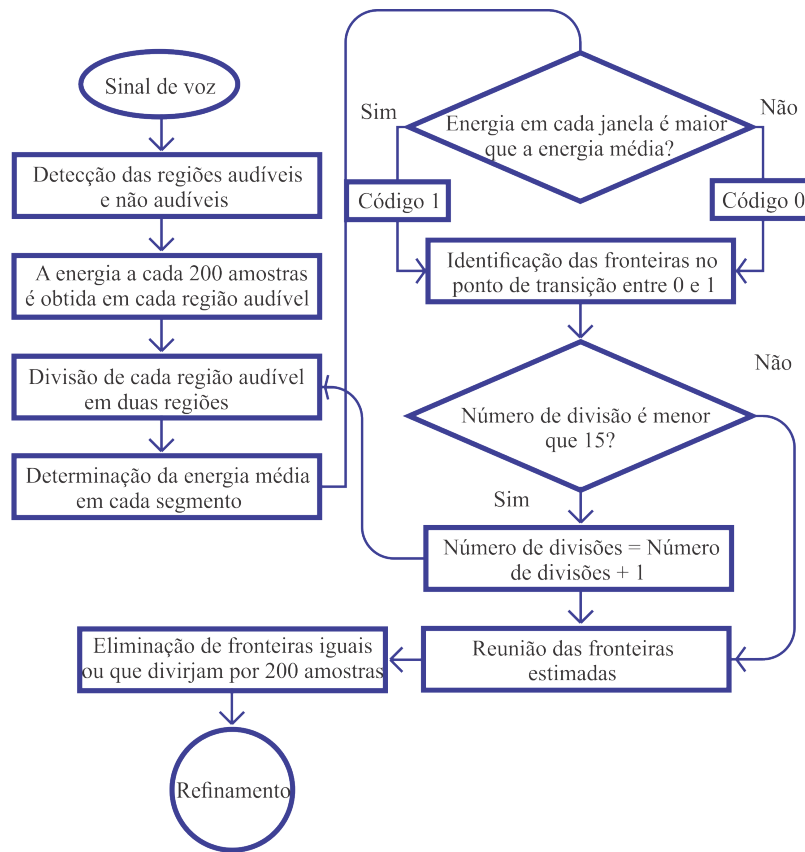 Sinal de voz
Detecção das regiões audíveis
e não audíveis
A energia a cada 200 amostras
é obtida em cada região audível
Divisão de cada região audível
em duas regiões
Determinação da energia média
em cada segmento
Energia em cada janela é maior
que a energia média?
Sim
Não
Código 1
Código 0
Identificação das fronteiras no
ponto de transição entre 0 e 1
Número de divisão é menor
que 15?
Não
Sim
Número de divisões = Número
de divisões + 1
Reunião das fronteiras
estimadas
Eliminação de fronteiras iguais
ou que divirjam por 200 amostras
Refinamento